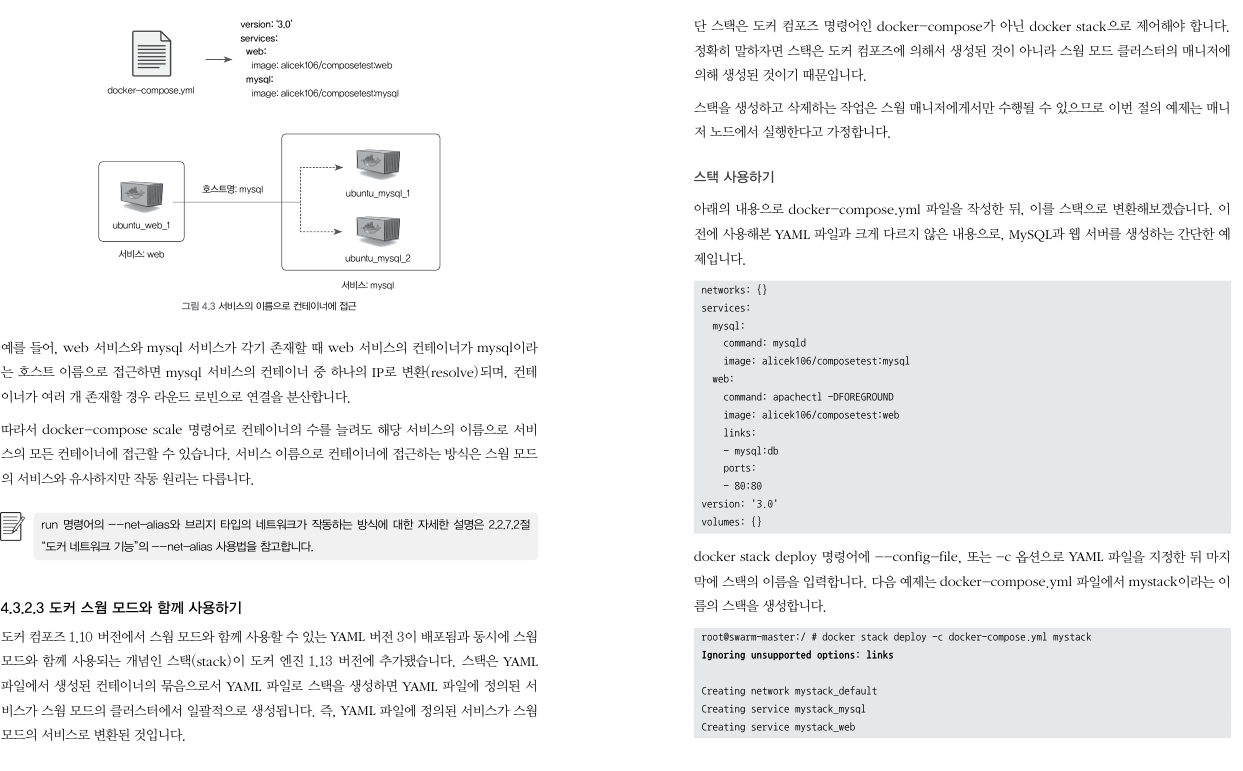 version: '3.0'
services:
web:
image: alicek106/composetest:web
mysql:
image: alicek106/composetest:mysql
docker-compose.yml
호스트명: mysql
ubuntu_web_1
ubuntu_mysql_1
ubuntu_mysql_2
서비스: web
서비스: mysql
그림 4.3 서비스의 이름으로 컨테이너에 접근
예를 들어, web 서비스와 mysql 서비스가 각기 존재할 때 web 서비스의 컨테이너가 mysql이라
는 호스트 이름으로 접근하면 mysql 서비스의 컨테이너 중 하나의 IP로 변환(resolve)되며, 컨테
이너가 여러 개 존재할 경우 라운드 로빈으로 연결을 분산합니다.
따라서 docker-compose scale 명령어로 컨테이너의 수를 늘려도 해당 서비스의 이름으로 서비
스의 모든 컨테이너에 접근할 수 있습니다. 서비스 이름으로 컨테이너에 접근하는 방식은 스웜 모드
의 서비스와 유사하지만 작동 원리는 다릅니다.
run 명령어의 --net-alias와 브리지 타입의 네트워크가 작동하는 방식에 대한 자세한 설명은 2.2.7.2절
"도커 네트워크 기능"의 --net-alias 사용법을 참고합니다.
4.3.2.3 도커 스웜 모드와 함께 사용하기
도커 컴포즈 1.10 버전에서 스웜 모드와 함께 사용할 수 있는 YAML 버전 3이 배포됨과 동시에 스웜
모드와 함께 사용되는 개념인 스택(stack)이 도커 엔진 1.13 버전에 추가됐습니다. 스택은 YAML
파일에서 생성된 컨테이너의 묶음으로서 YAML 파일로 스택을 생성하면 YAML 파일에 정의된 서
비스가 스웜 모드의 클러스터에서 일괄적으로 생성됩니다. 즉, YAML 파일에 정의된 서비스가 스웜
모드의 서비스로 변환된 것입니다.
단 스택은 도커 컴포즈 명령어인 docker-compose가 아닌 docker stack으로 제어해야 합니다.
정확히 말하자면 스택은 도커 컴포즈에 의해서 생성된 것이 아니라 스웜 모드 클러스터의 매니저에
의해 생성된 것이기 때문입니다.
스택을 생성하고 삭제하는 작업은 스웜 매니저에게서만 수행될 수 있으므로 이번 절의 예제는 매니
저 노드에서 실행한다고 가정합니다.
스택 사용하기
아래의 내용으로 docker-compose.yml 파일을 작성한 뒤, 이를 스택으로 변환해보겠습니다. 이
전에 사용해본 YAML 파일과 크게 다르지 않은 내용으로, MySQL과 웹 서버를 생성하는 간단한 예
제입니다.
networks: {}
services:
mysql:
command: mysqld
image: alicek106/composetest:mysql
web:
command: apachectl -DFOREGROUND
image: alicek106/composetest:web
links:
- mysql:db
ports:
- 80:80
version: '3.0'
volumes: {}
docker stack deploy 명령어에 --config-file, 또는 -c 옵션으로 YAML 파일을 지정한 뒤 마지
막에 스택의 이름을 입력합니다. 다음 예제는 docker-compose.yml 파일에서 mystack이라는 이
름의 스택을 생성합니다.
root@swarm-master:/ # docker stack deploy -c docker-compose.yml mystack
Ignoring unsupported options: links
Creating network mystack_default
Creating service mystack_mysql
Creating service mystack_web